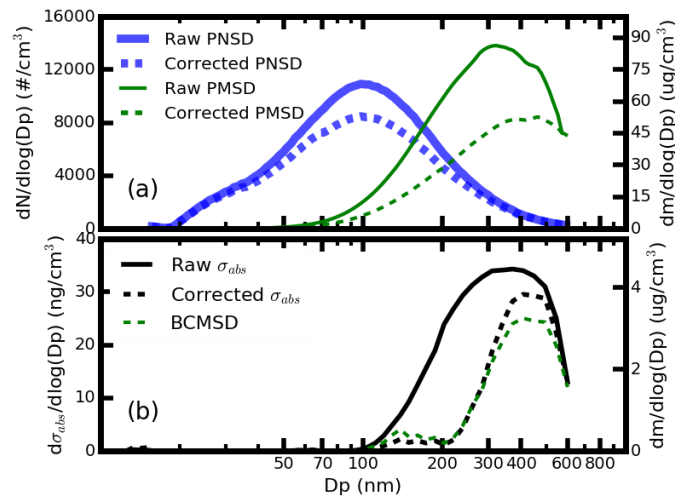 16000
12000
8000
4000
0
dN/dlog(Dp) (#/cm³)
Raw PNSD
Corrected PNSD
Raw PMSD
Corrected PMSD
(a)
90
75
60
45
30
15
0
dm/dlog(Dp) (ug/cm³)
40
30
20
10
0
dσ_abs/dlog(Dp) (ng/cm³)
Raw σ_abs
Corrected σ_abs
BCMSD
(b)
4
2
0
dm/dlog(Dp) (ug/cm³)
50 70 100 200 300 400 600 800
Dp (nm)